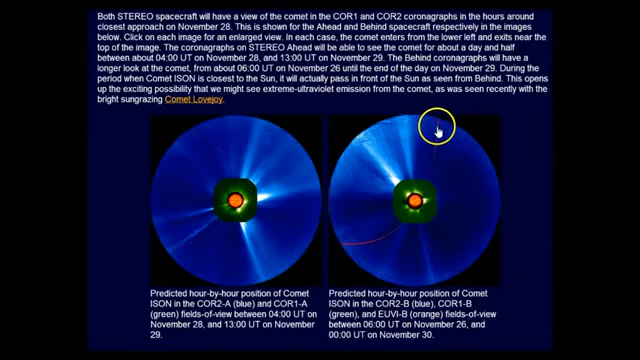 Both STEREO spacecraft will have a view of the comet in the COR1 and COR2 coronagraphs in the hours around
closest approach on November 28. This is shown for the Ahead and Behind spacecraft respectively in the images
below. Click on each image for an enlarged view. In each case, the comet enters from the lower left and exits near the
top of the image. The coronagraphs on STEREO Ahead will be able to see the comet for about a day and half
between about 04:00 UT on November 28, and 13:00 UT on November 29. The Behind coronagraphs will have a
longer look at the comet, from about 06:00 UT on November 26 until the end of the day on November 29. During the
period when Comet ISON is closest to the Sun, it will actually pass in front of the Sun as seen from Behind. This opens
up the exciting possibility that we might see extreme-ultraviolet emission from the comet, as was seen recently with the
bright sungrazing Comet Lovejoy.
Predicted hour-by-hour position of Comet
ISON in the COR2-A (blue) and COR1-A
(green) fields-of-view between 04:00 UT on
November 28, and 13:00 UT on November
29.
Predicted hour-by-hour position of Comet
ISON in the COR2-B (blue), COR1-B
(green), and EUVI-B (orange) fields-of-view
between 06:00 UT on November 26, and
00:00 UT on November 30.